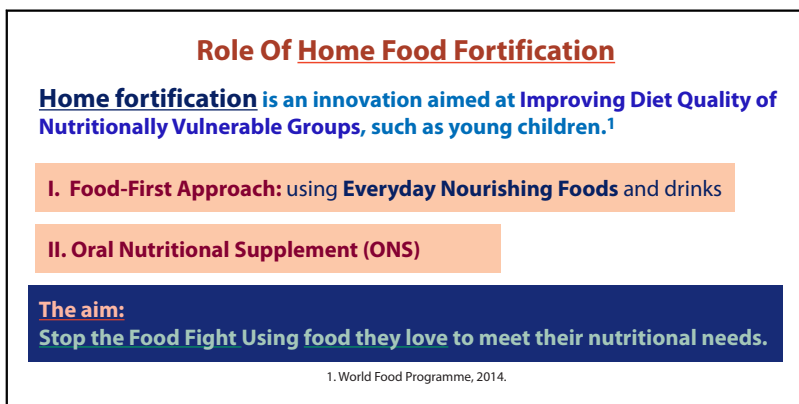 Role Of Home Food Fortification
Home fortification is an innovation aimed at Improving Diet Quality of
Nutritionally Vulnerable Groups, such as young children.1
I. Food-First Approach: using Everyday Nourishing Foods and drinks
II. Oral Nutritional Supplement (ONS)
The aim:
Stop the Food Fight Using food they love to meet their nutritional needs.
1. World Food Programme, 2014.